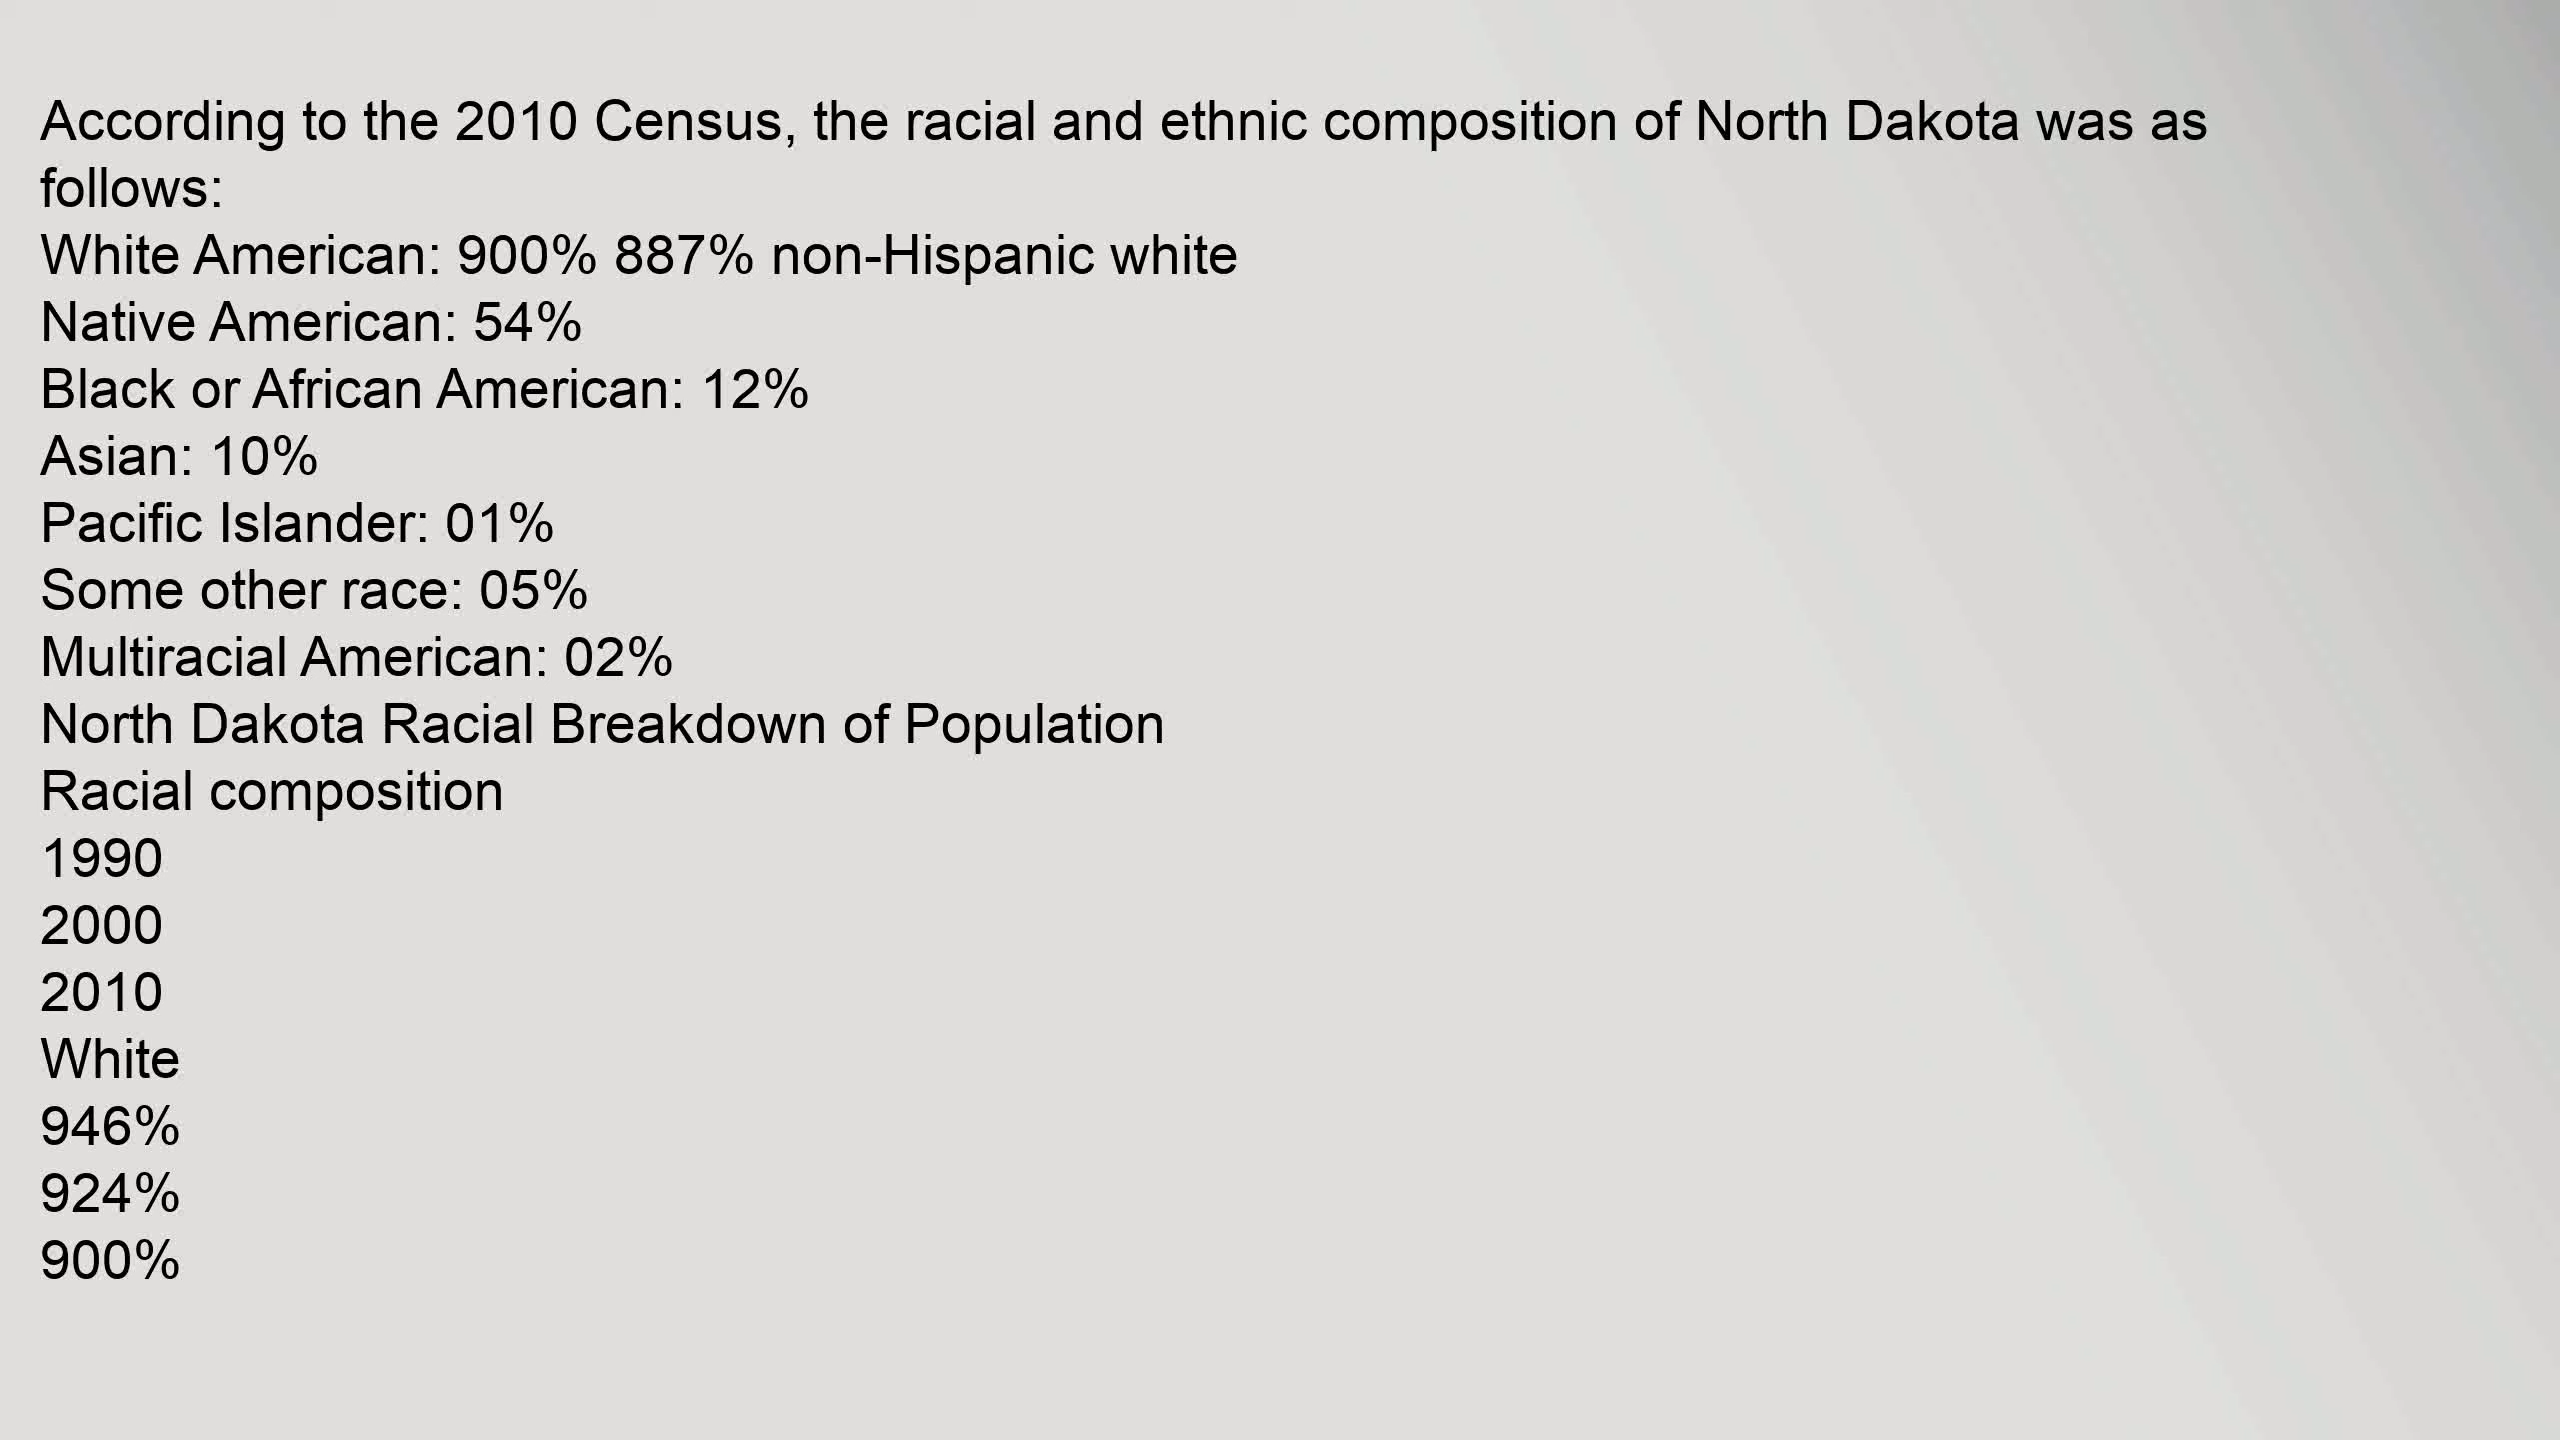 According to the 2010 Census, the racial and ethnic composition of North Dakota was as
follows:
White American: 900% 887% non-Hispanic white
Native American: 54%
Black or African American: 12%
Asian: 10%
Pacific Islander: 01%
Some other race: 05%
Multiracial American: 02%
North Dakota Racial Breakdown of Population
Racial composition
1990
2000
2010
White
946%
924%
900%